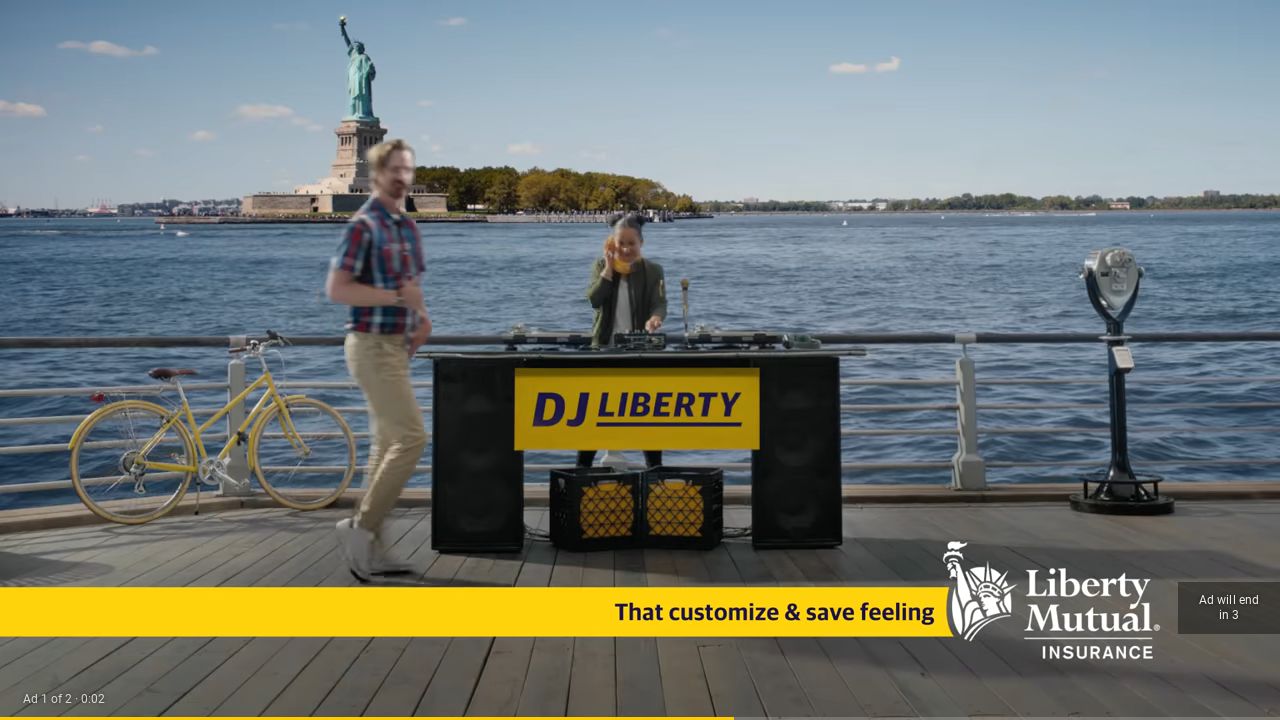 DJ LIBERTY
That customize & save feeling
Liberty
Mutual®
INSURANCE
Ad will end
in 3
Ad 1 of 2 · 0:02